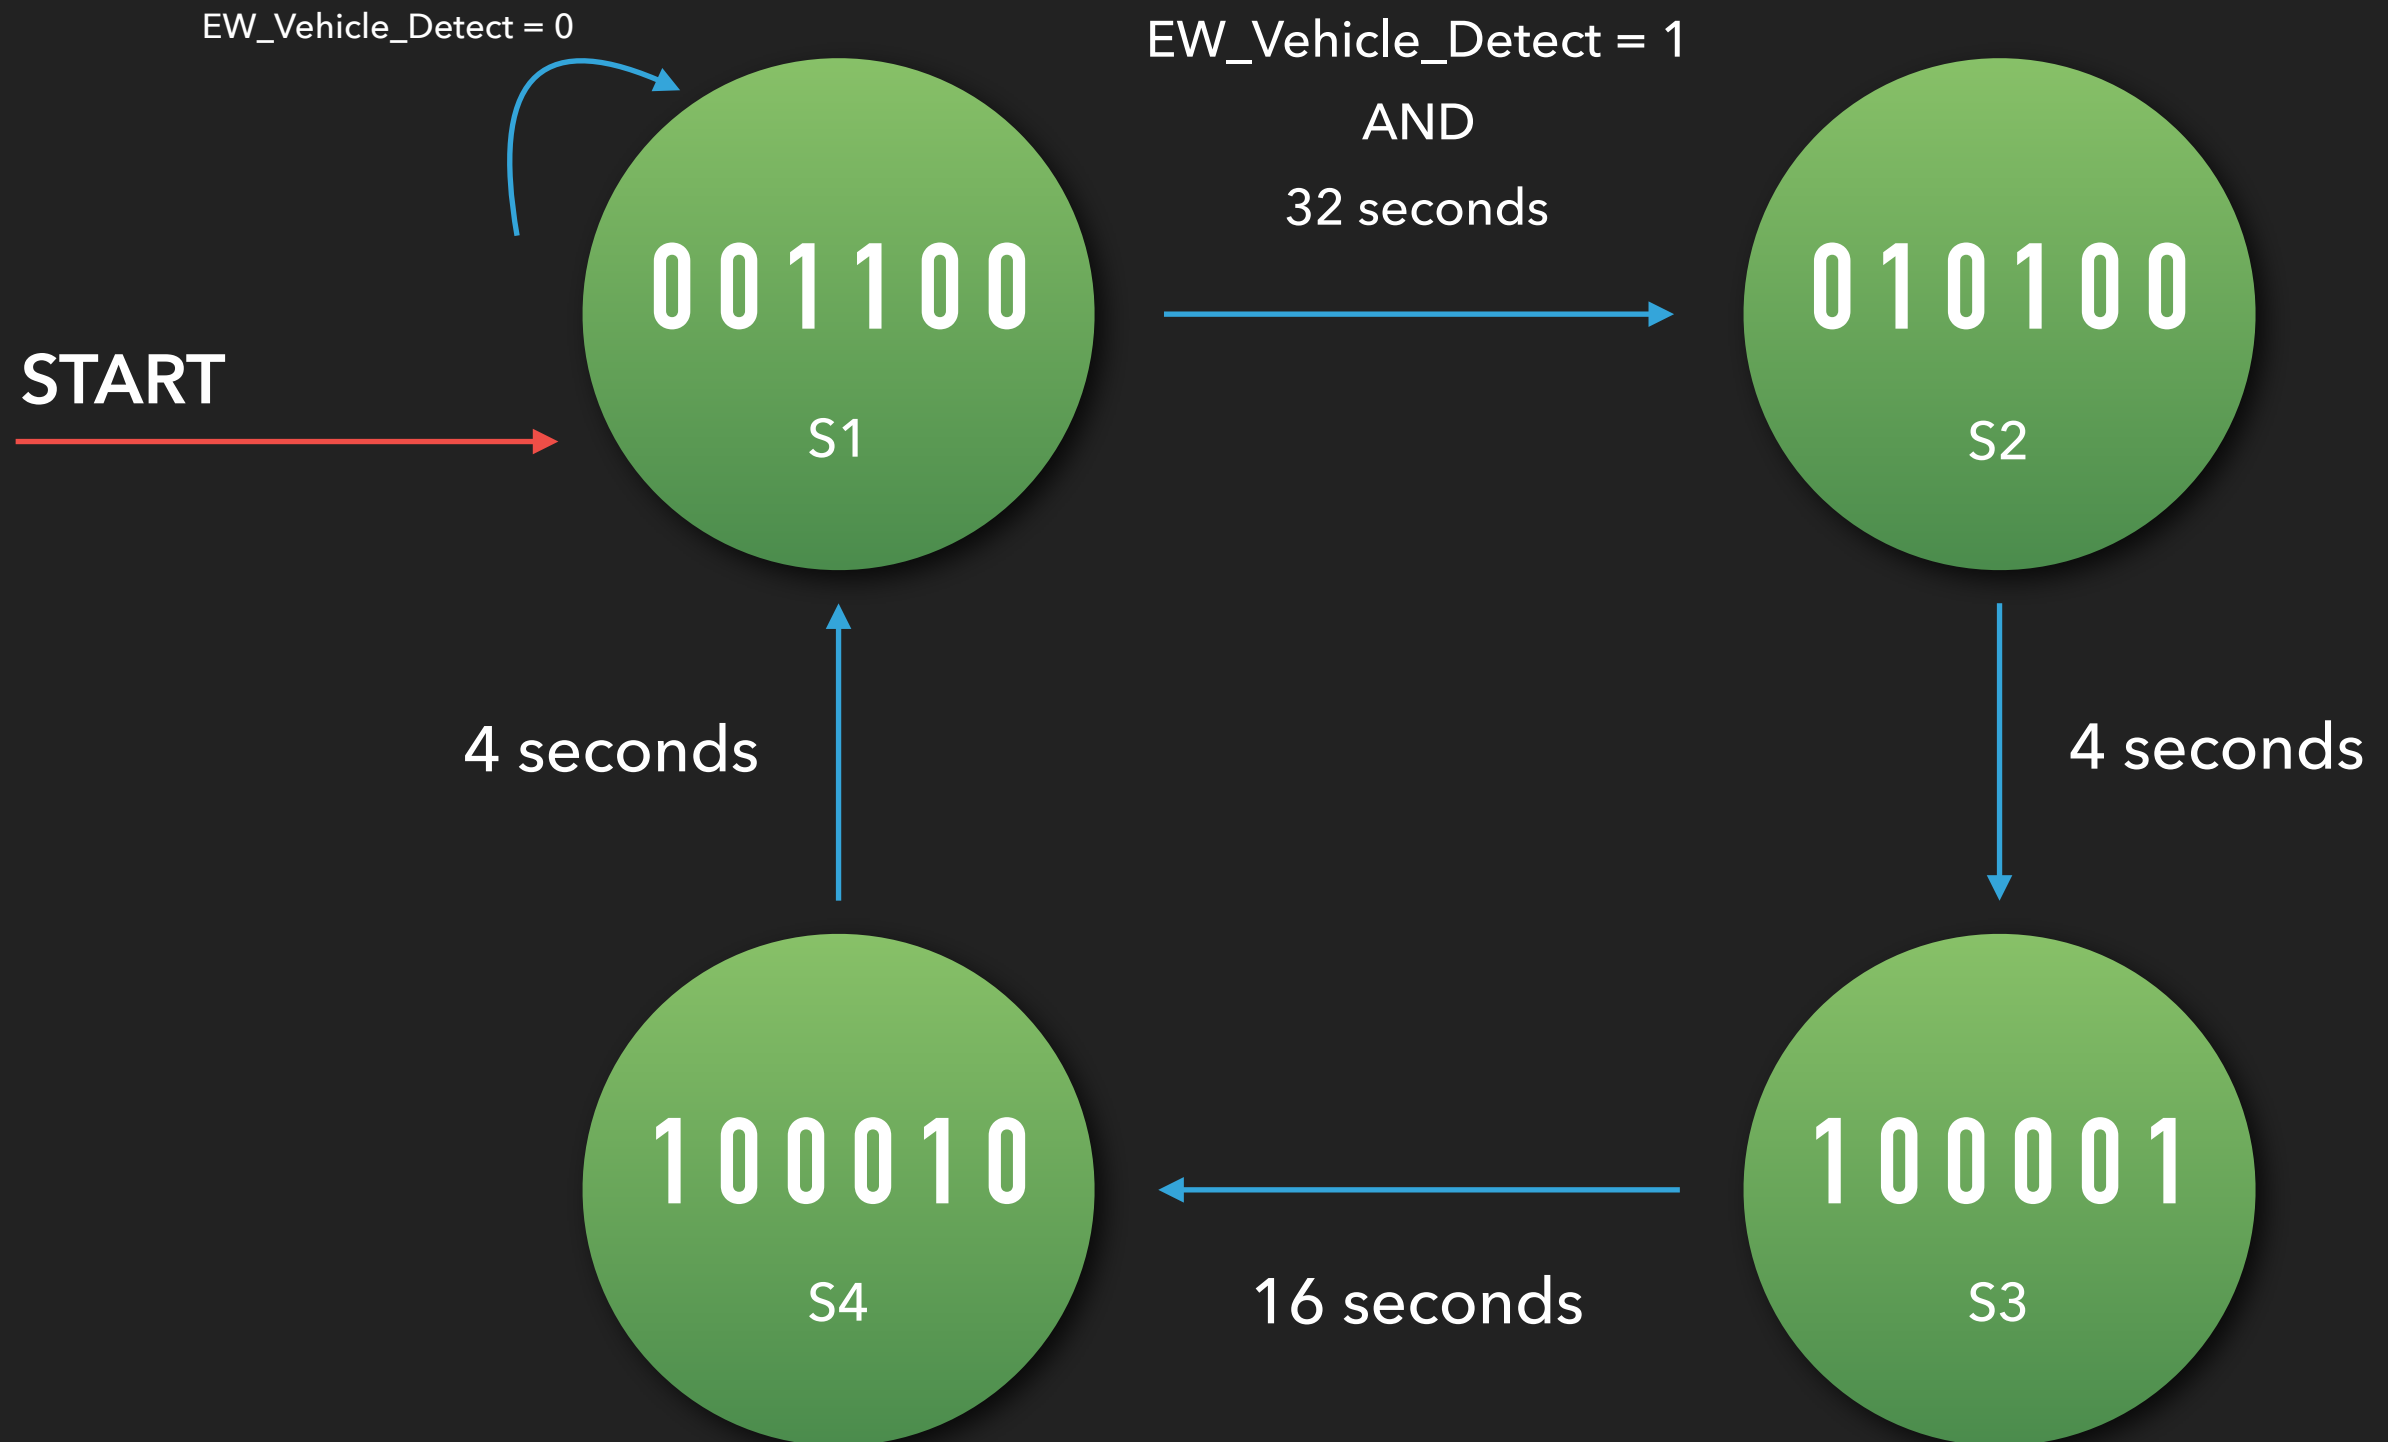 EW_Vehicle_Detect = 0
EW_Vehicle_Detect = 1
AND
32 seconds
START
001100
S1
010100
S2
4 seconds
4 seconds
100010
S4
16 seconds
100001
S3